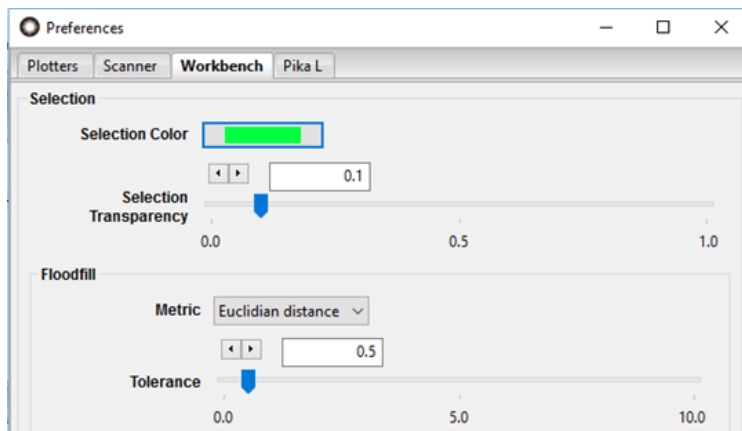 Preferences
Plotters Scanner Workbench Pika L
Selection
Selection Color
0.1
Selection
Transparency
0.0 0.5 1.0
Floodfill
Metric Euclidian distance
0.5
Tolerance
0.0 5.0 10.0